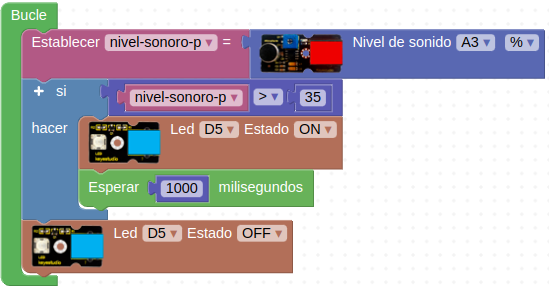 Bucle
Establecer nivel-sonoro-p = Nivel de sonido A3 %
+ si nivel-sonoro-p > 35
hacer Led D5 Estado ON
Esperar 1000 milisegundos
Led D5 Estado OFF